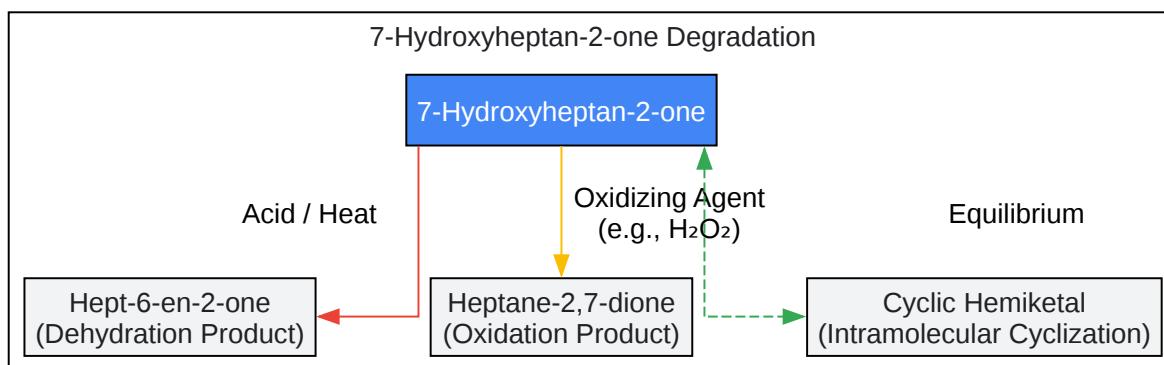 7-Hydroxyheptan-2-one Degradation
7-Hydroxyheptan-2-one
Acid / Heat
Oxidizing Agent
(e.g., H₂O₂)
Equilibrium
Hept-6-en-2-one
(Dehydration Product)
Heptane-2,7-dione
(Oxidation Product)
Cyclic Hemiketal
(Intramolecular Cyclization)